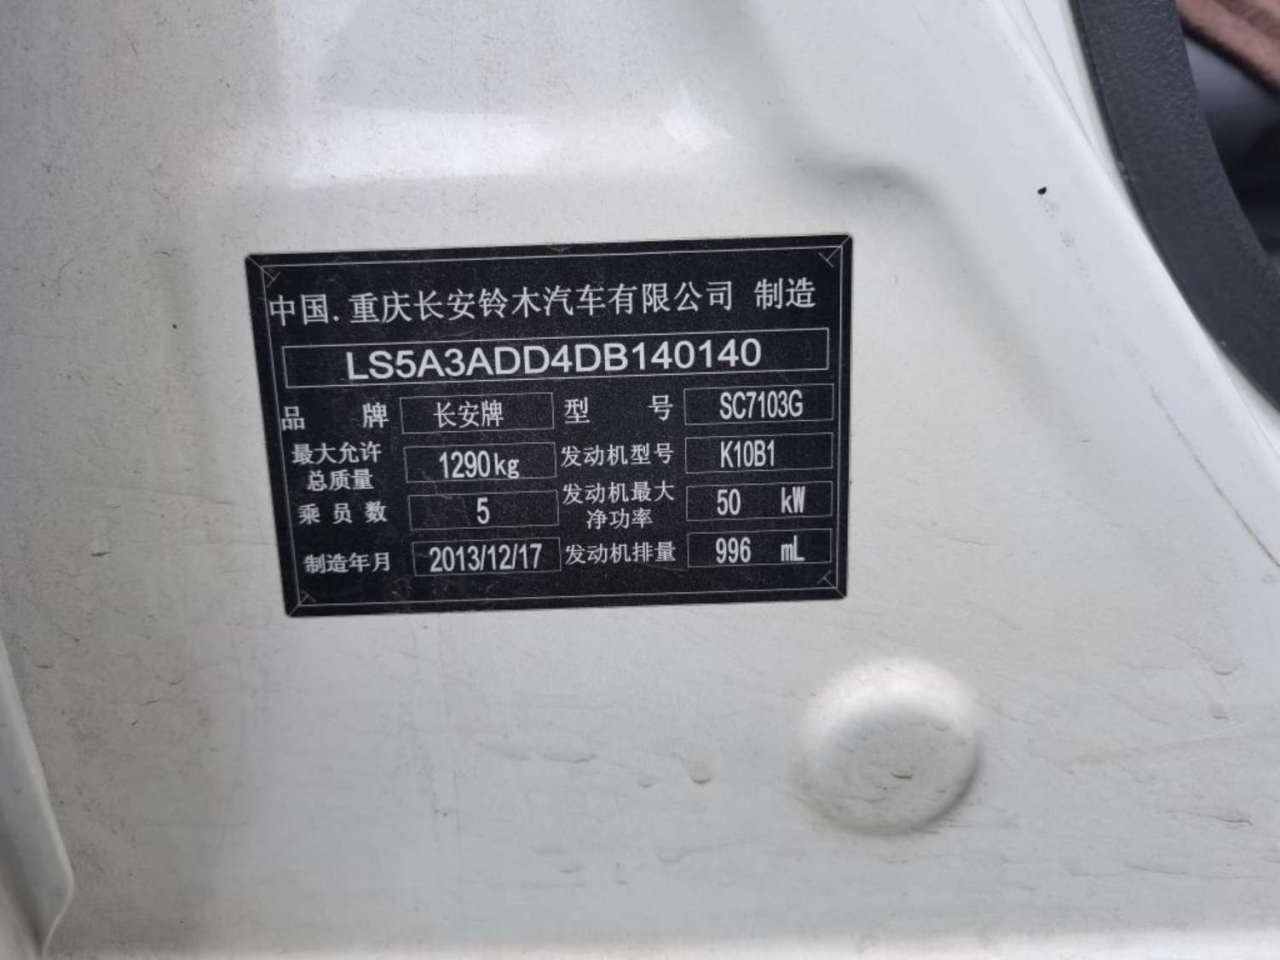 中国.重庆长安铃木汽车有限公司 制造
LS5A3ADD4DB140140
品 牌 长安牌 型 号 SC7103G
最大允许总质量 1290kg 发动机型号 K10B1
乘员数 5 发动机最大净功率 50 kW
制造年月 2013/12/17 发动机排量 996 mL